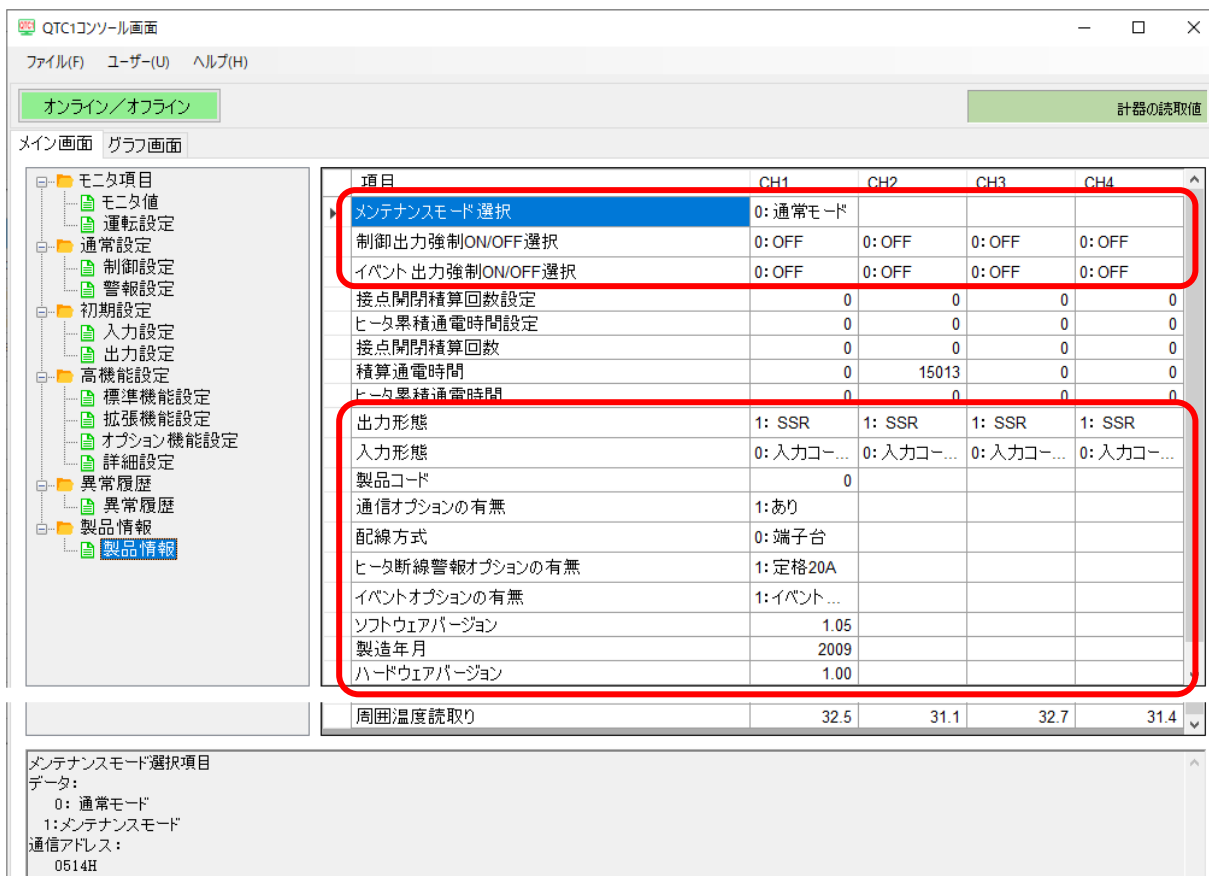 QTC1コンソール画面
ファイル(F) ユーザー(U) ヘルプ(H)
オンライン／オフライン
計器の読取値
メイン画面 グラフ画面
モニタ項目
モニタ値
運転設定
通常設定
制御設定
警報設定
初期設定
入力設定
出力設定
高機能設定
標準機能設定
拡張機能設定
オプション機能設定
詳細設定
異常履歴
異常履歴
製品情報
製品情報
項目 CH1 CH2 CH3 CH4
メンテナンスモード選択 0: 通常モード
制御出力強制ON/OFF選択 0: OFF 0: OFF 0: OFF 0: OFF
イベント出力強制ON/OFF選択 0: OFF 0: OFF 0: OFF 0: OFF
接点開閉積算回数設定 0 0 0 0
ヒータ累積通電時間設定 0 0 0 0
接点開閉積算回数 0 0 0 0
積算通電時間 0 15013 0 0
ヒータ累積通電時間 0 0 0 0
出力形態 1: SSR 1: SSR 1: SSR 1: SSR
入力形態 0: 入力コー... 0: 入力コー... 0: 入力コー... 0: 入力コー...
製品コード 0
通信オプションの有無 1:あり
配線方式 0: 端子台
ヒータ断線警報オプションの有無 1: 定格20A
イベントオプションの有無 1:イベント...
ソフトウェアバージョン 1.05
製造年月 2009
ハードウェアバージョン 1.00
周囲温度読取り 32.5 31.1 32.7 31.4
メンテナンスモード選択項目
データ:
0: 通常モード
1:メンテナンスモード
通信アドレス:
0514H